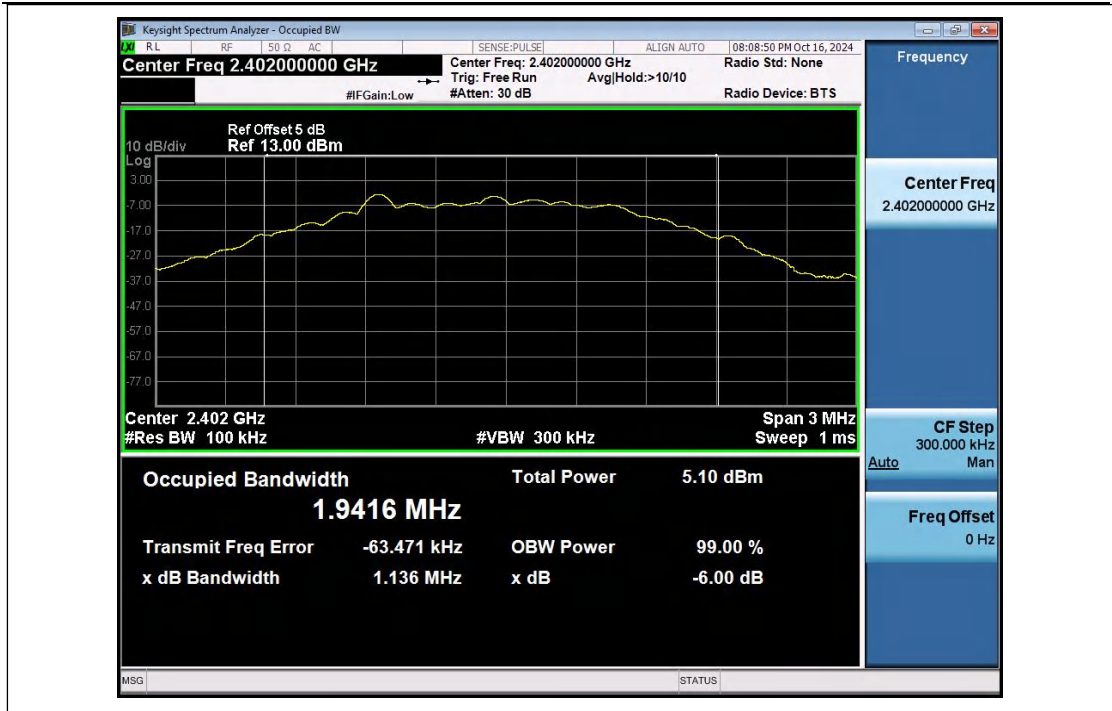 Keysight Spectrum Analyzer - Occupied BW
LXI RL RF 50 Ω AC SENSE:PULSE ALIGN AUTO 08:08:50 PM Oct 16, 2024
Center Freq 2.402000000 GHz Center Freq: 2.402000000 GHz Radio Std: None
Trig: Free Run Avg|Hold:>10/10
#IFGain:Low #Atten: 30 dB Radio Device: BTS
Ref Offset 5 dB
10 dB/div Ref 13.00 dBm
Log
3.00
-7.00
-17.0
-27.0
-37.0
-47.0
-57.0
-67.0
-77.0
Center 2.402 GHz Span 3 MHz
#Res BW 100 kHz #VBW 300 kHz Sweep 1 ms
Occupied Bandwidth Total Power 5.10 dBm
1.9416 MHz
Transmit Freq Error -63.471 kHz OBW Power 99.00 %
x dB Bandwidth 1.136 MHz x dB -6.00 dB
MSG STATUS
Frequency
Center Freq
2.402000000 GHz
CF Step
300.000 kHz
Auto Man
Freq Offset
0 Hz